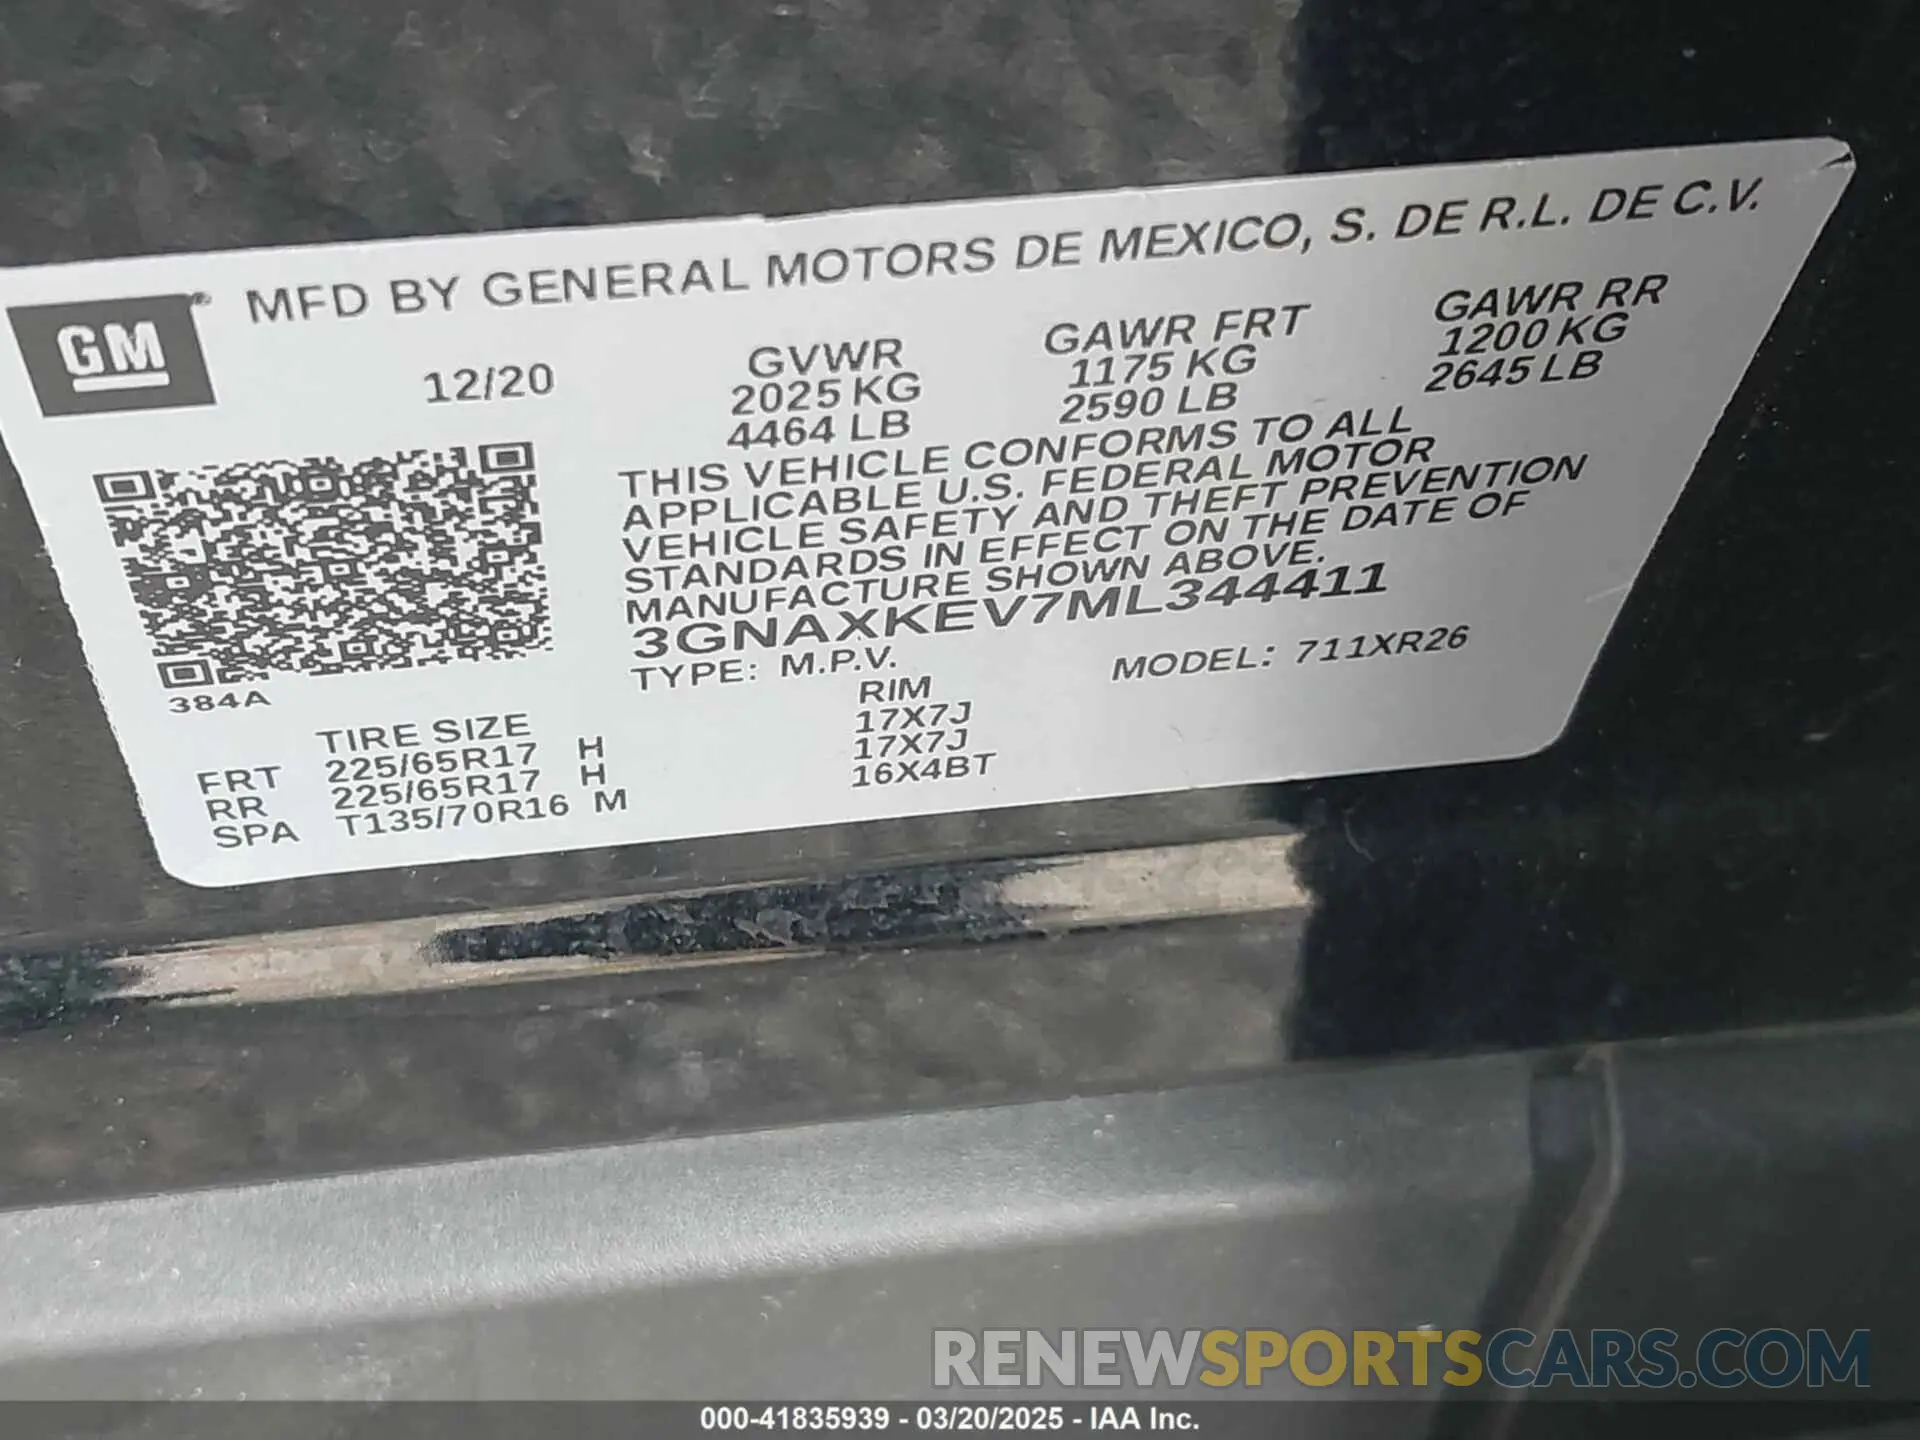 MFD BY GENERAL MOTORS DE MEXICO, S. DE R.L. DE C.V.
GM®
12/20
GVWR
2025 KG
4464 LB
GAWR FRT
1175 KG
2590 LB
GAWR RR
1200 KG
2645 LB
THIS VEHICLE CONFORMS TO ALL
APPLICABLE U.S. FEDERAL MOTOR
VEHICLE SAFETY AND THEFT PREVENTION
STANDARDS IN EFFECT ON THE DATE OF
MANUFACTURE SHOWN ABOVE.
3GNAXKEV7ML344411
TYPE: M.P.V. MODEL: 711XR26
384A
TIRE SIZE RIM
FRT 225/65R17 H 17X7J
RR 225/65R17 H 17X7J
SPA T135/70R16 M 16X4BT
RENEWSPORTSCARS.COM
000-41835939 - 03/20/2025 - IAA Inc.